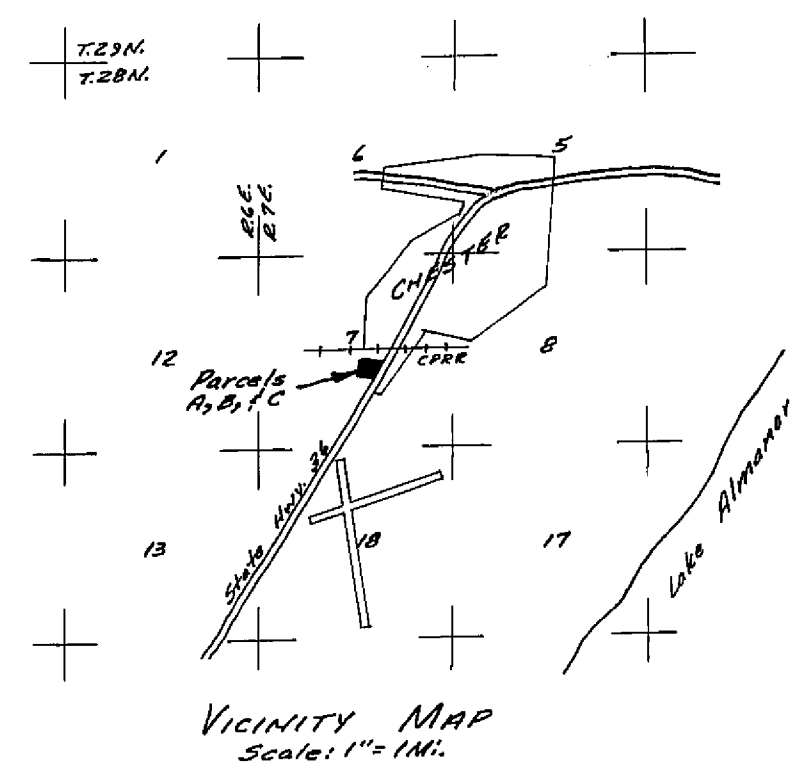 T.29N.
T.28N.
1
6
5
R.6E.
R.7E.
CHESTER
12
7
8
CPRR
Parcels
A, B, & C
State Hwy. 36
13
18
17
Lake Almanor
VICINITY MAP
Scale: 1"= 1Mi.